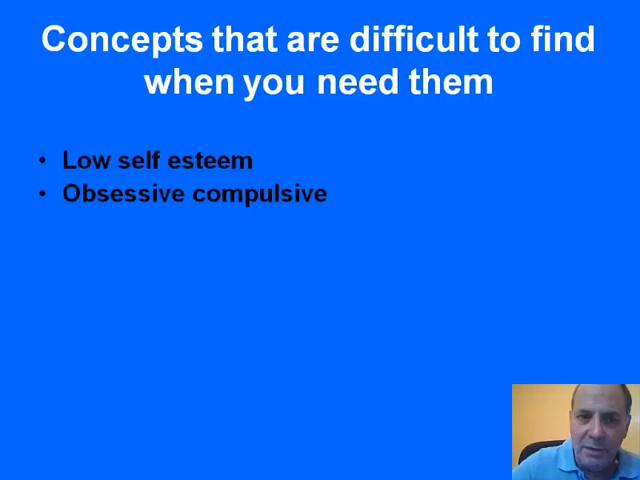 Concepts that are difficult to find
when you need them
• Low self esteem
• Obsessive compulsive